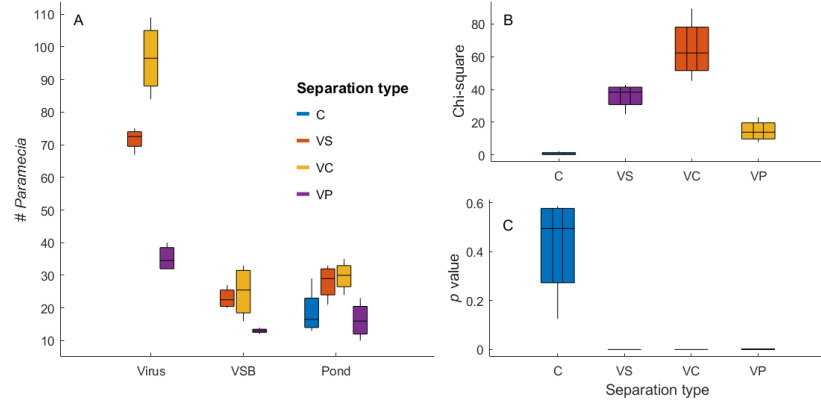 A
110
100
90
80
70
60
50
40
30
20
10
# Paramecia
Virus
VSB
Pond
Separation type
C
VS
VC
VP
B
80
60
40
20
0
Chi-square
C
VS
VC
VP
C
0.6
0.4
0.2
0
p value
C
VS
VC
VP
Separation type